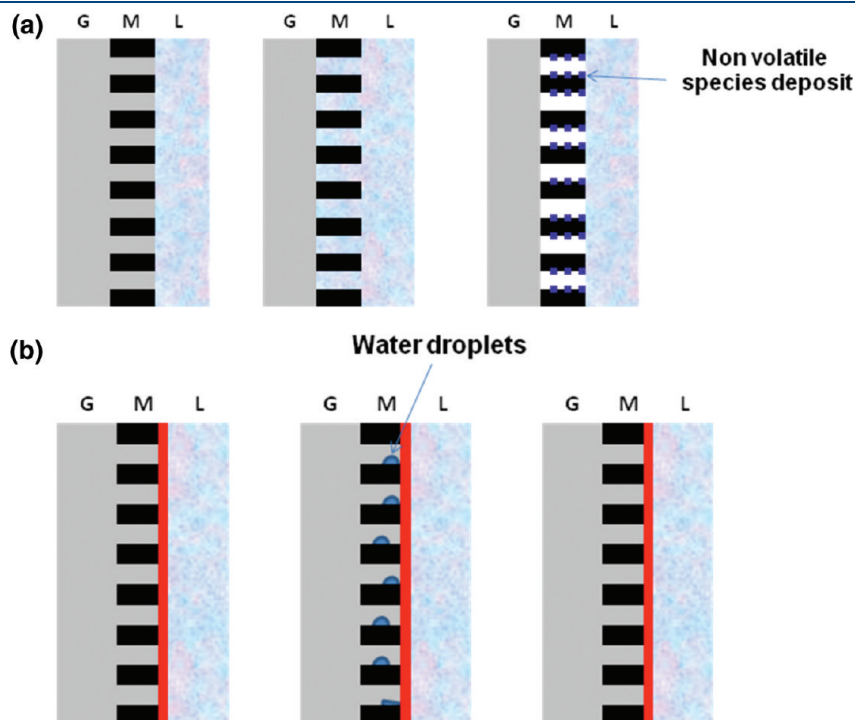 (a)
G M L
G M L
G M L
Non volatile
species deposit
(b)
Water droplets
G M L
G M L
G M L